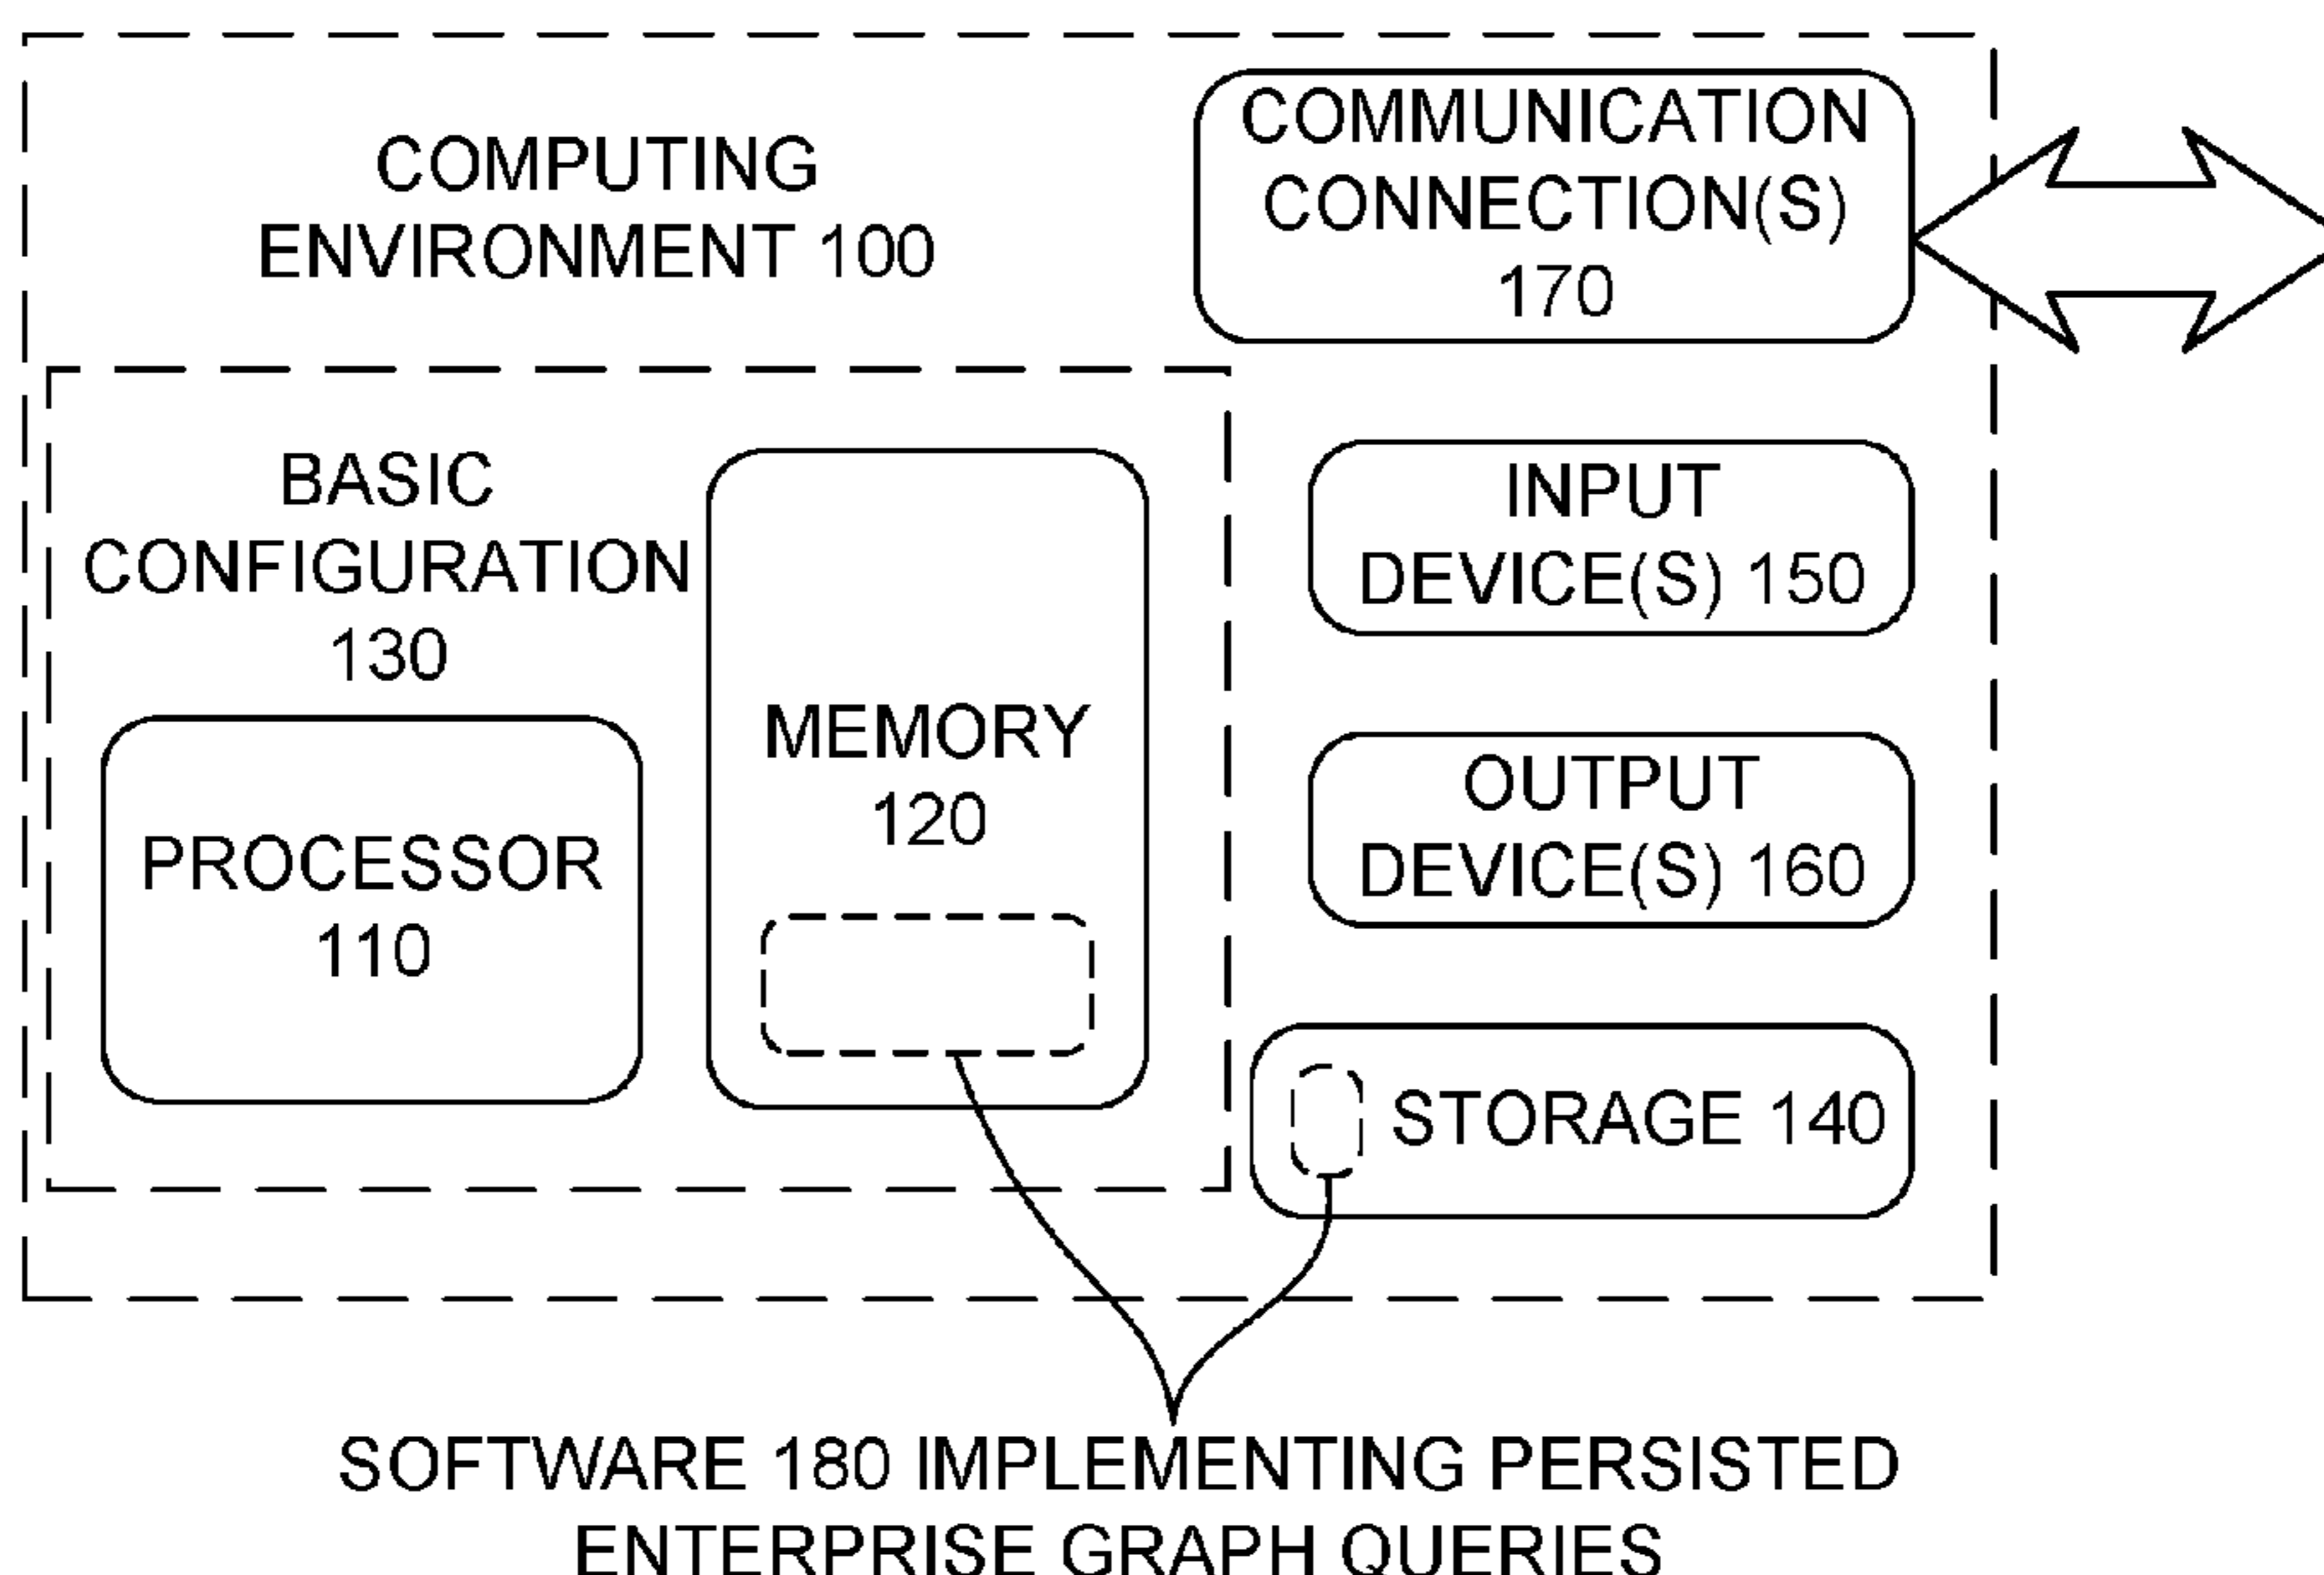 COMPUTING
ENVIRONMENT 100
COMMUNICATION
CONNECTION(S)
170
BASIC
CONFIGURATION
130
PROCESSOR
110
MEMORY
120
INPUT
DEVICE(S) 150
OUTPUT
DEVICE(S) 160
STORAGE 140
SOFTWARE 180 IMPLEMENTING PERSISTED
ENTERPRISE GRAPH QUERIES